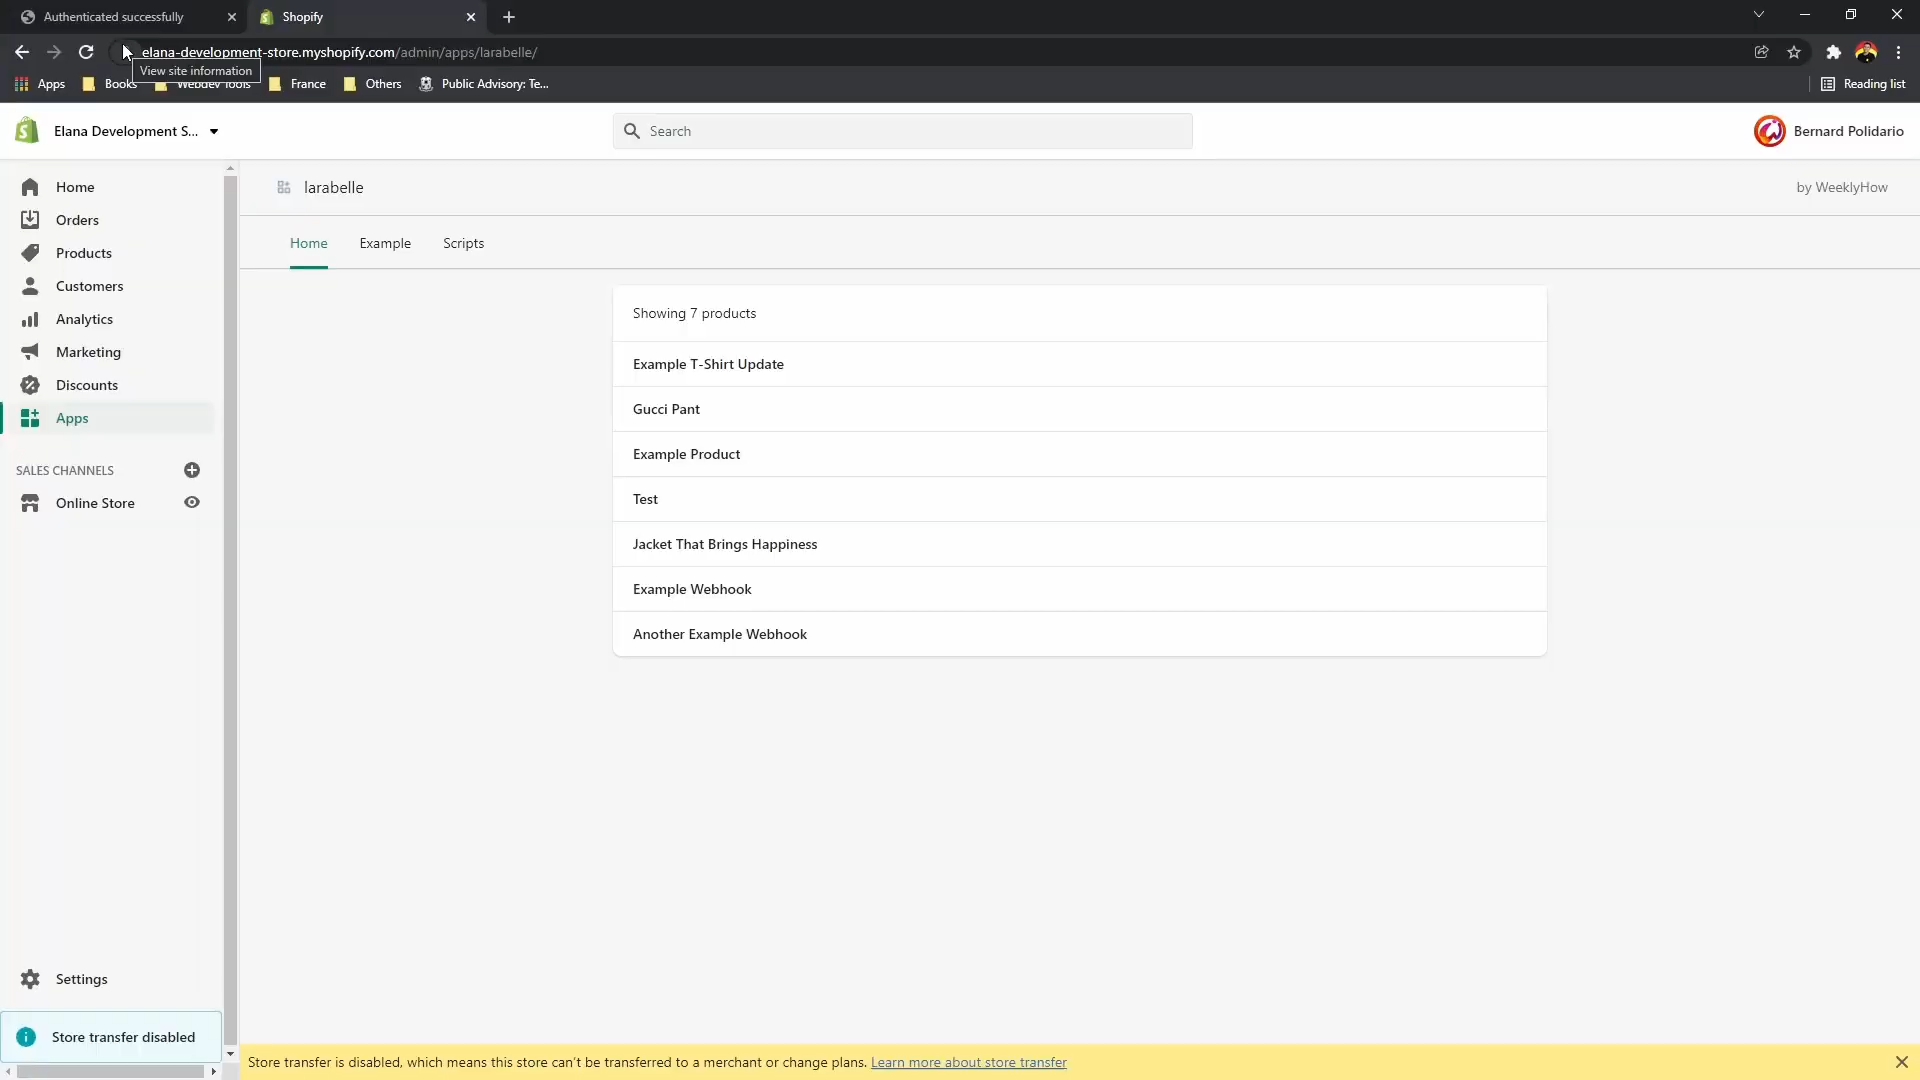 Authenticated successfully
Shopify
elana-development-store.myshopify.com/admin/apps/larabelle/
View site information
Apps
Books
Webdev Tools
France
Others
Public Advisory: Te...
Reading list
Elana Development S...
Search
Bernard Polidario
Home
Orders
Products
Customers
Analytics
Marketing
Discounts
Apps
SALES CHANNELS
Online Store
Settings
Store transfer disabled
larabelle
by WeeklyHow
Home
Example
Scripts
Showing 7 products
Example T-Shirt Update
Gucci Pant
Example Product
Test
Jacket That Brings Happiness
Example Webhook
Another Example Webhook
Store transfer is disabled, which means this store can't be transferred to a merchant or change plans. Learn more about store transfer